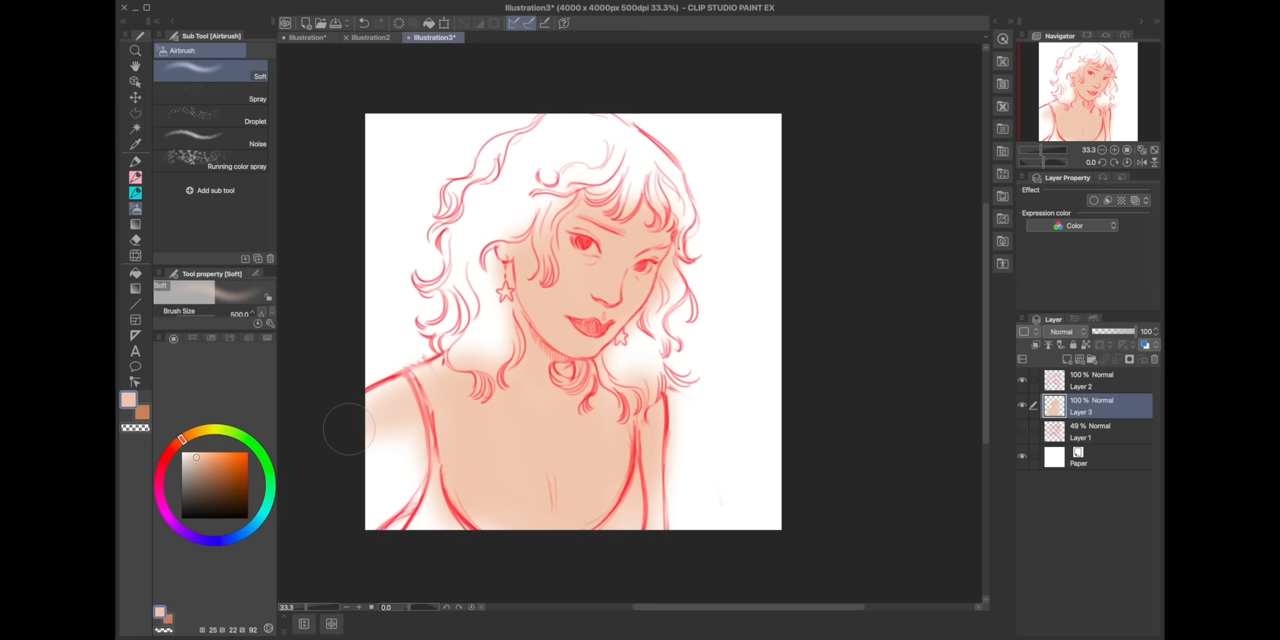 Illustration3* (4000 x 4000px 500dpi 33.3%) - CLIP STUDIO PAINT EX
Sub Tool [Airbrush]
Illustration*
Illustration2
Illustration3*
Navigator
Airbrush
Soft
Spray
Droplet
Noise
Running color spray
Add sub tool
33.3
0.0
Layer Property
Effect
Expression color
Color
Tool property [Soft]
Soft
Brush Size
500.0
Layer
Normal
100
100 % Normal
Layer 2
100 % Normal
Layer 3
49 % Normal
Layer 1
Paper
33.3
0.0
25
22
92